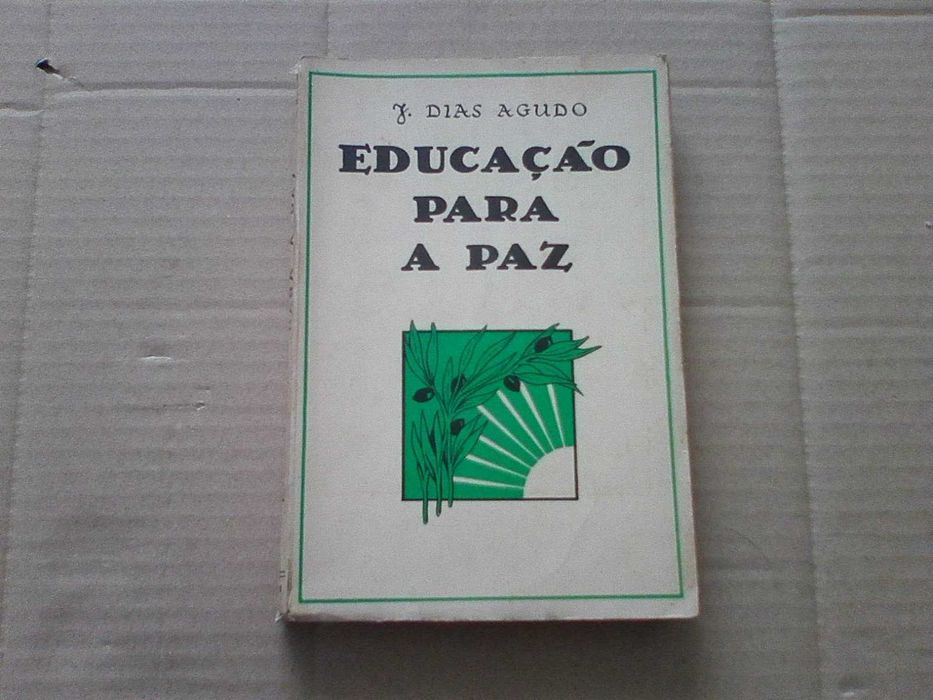 J. DIAS AGUDO
EDUCAÇÃO
PARA
A PAZ